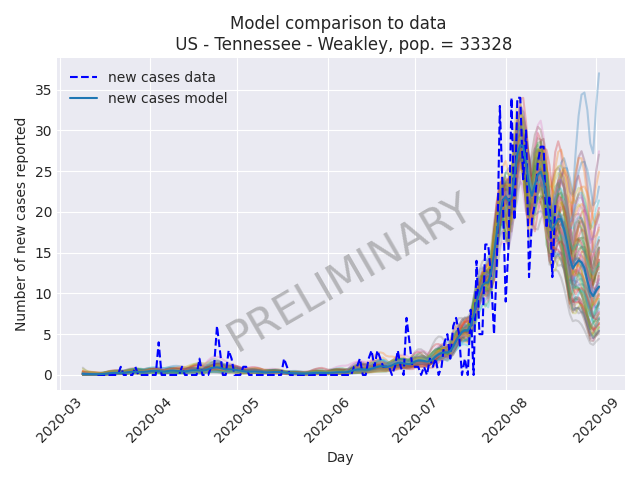 Model comparison to data
US - Tennessee - Weakley, pop. = 33328
new cases data
new cases model
Number of new cases reported
35
30
25
20
15
10
5
0
PRELIMINARY
2020-03
2020-04
2020-05
2020-06
2020-07
2020-08
2020-09
Day